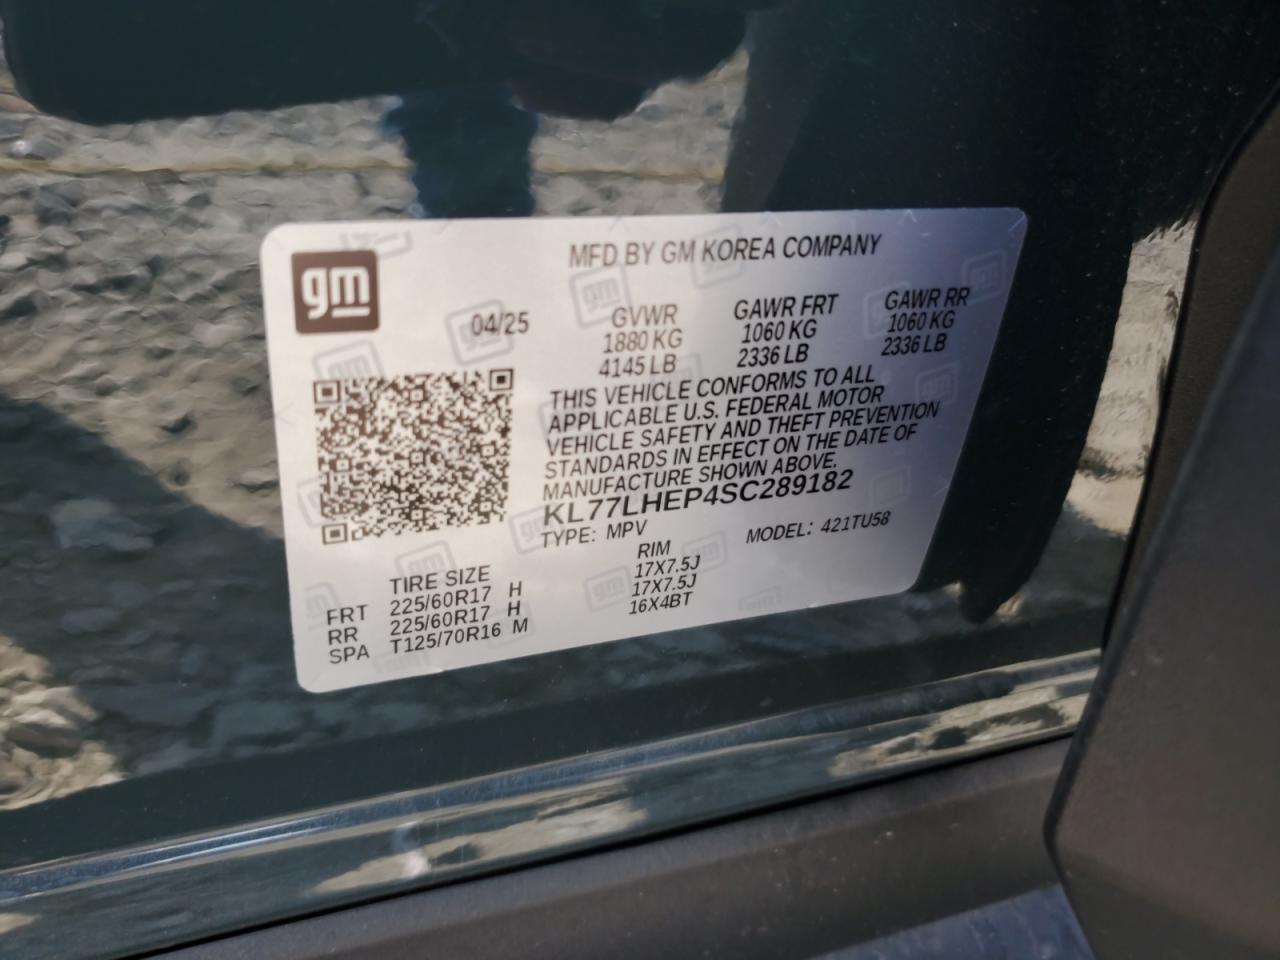 gm
MFD BY GM KOREA COMPANY
04/25
GVWR GAWR FRT GAWR RR
1880 KG 1060 KG 1060 KG
4145 LB 2336 LB 2336 LB
THIS VEHICLE CONFORMS TO ALL
APPLICABLE U.S. FEDERAL MOTOR
VEHICLE SAFETY AND THEFT PREVENTION
STANDARDS IN EFFECT ON THE DATE OF
MANUFACTURE SHOWN ABOVE.
KL77LHEP4SC289182
TYPE: MPV MODEL: 421TU58
TIRE SIZE RIM
FRT 225/60R17 H 17X7.5J
RR 225/60R17 H 17X7.5J
SPA T125/70R16 M 16X4BT